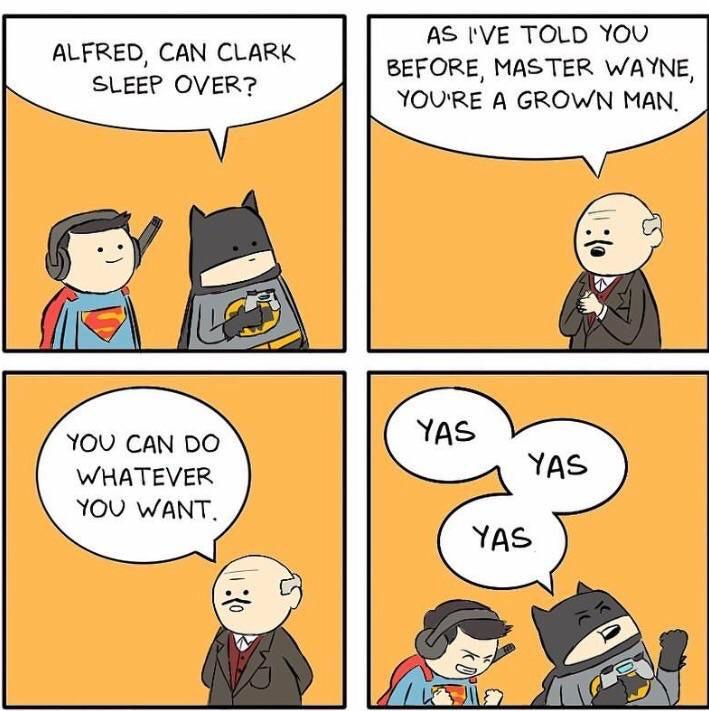 ALFRED, CAN CLARK
SLEEP OVER?
AS I'VE TOLD YOU
BEFORE, MASTER WAYNE,
YOU'RE A GROWN MAN.
YOU CAN DO
WHATEVER
YOU WANT.
YAS
YAS
YAS